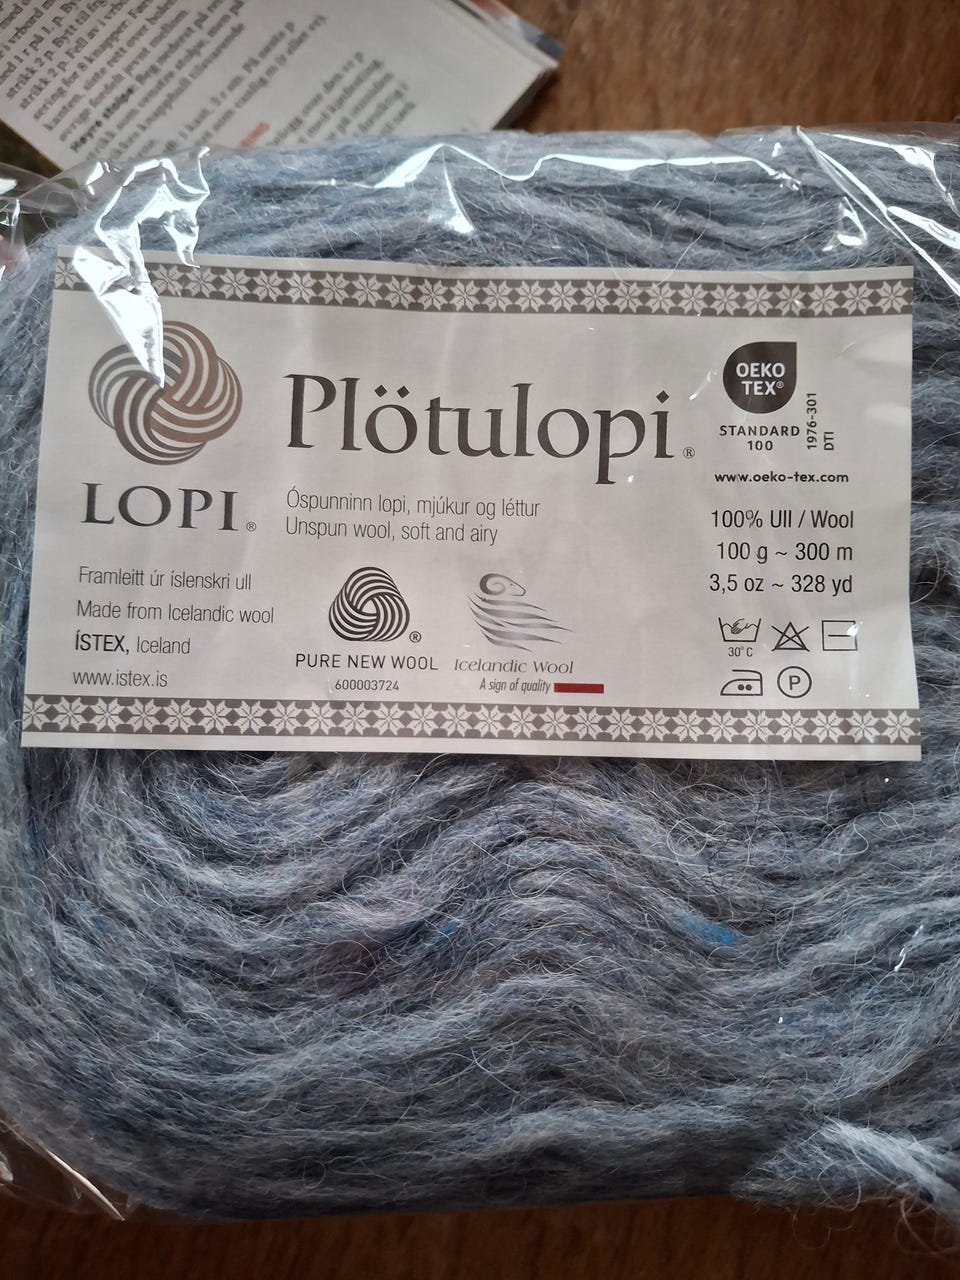 Plötulopi®
LOPI®
Óspunninn lopi, mjúkur og léttur
Unspun wool, soft and airy
Framleitt úr íslenskri ull
Made from Icelandic wool
ÍSTEX, Iceland
www.istex.is
®
PURE NEW WOOL
600003724
Icelandic Wool
A sign of quality
OEKO
TEX®
STANDARD
100
1976-301
DTI
www.oeko-tex.com
100% Ull / Wool
100 g ~ 300 m
3,5 oz ~ 328 yd
30° C
P